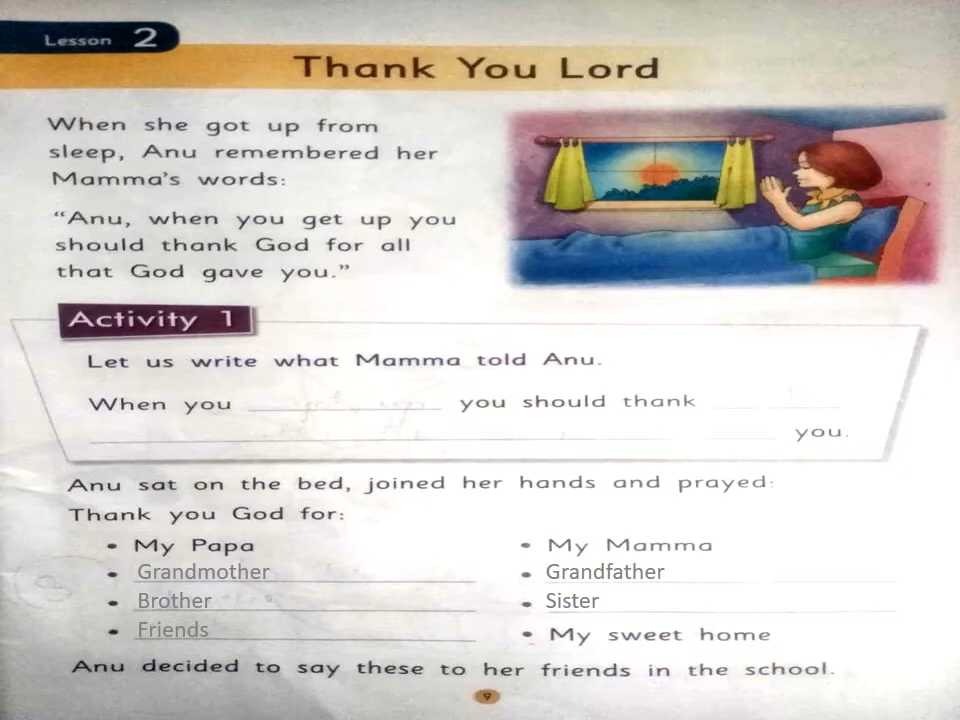 Lesson 2
Thank You Lord
When she got up from
sleep, Anu remembered her
Mamma's words:
"Anu, when you get up you
should thank God for all
that God gave you."
Activity 1
Let us write what Mamma told Anu.
When you get up you should thank
you.
Anu sat on the bed, joined her hands and prayed:
Thank you God for:
• My Papa
• My Mamma
• Grandmother
• Grandfather
• Brother
• Sister
• Friends
• My sweet home
Anu decided to say these to her friends in the school.
9